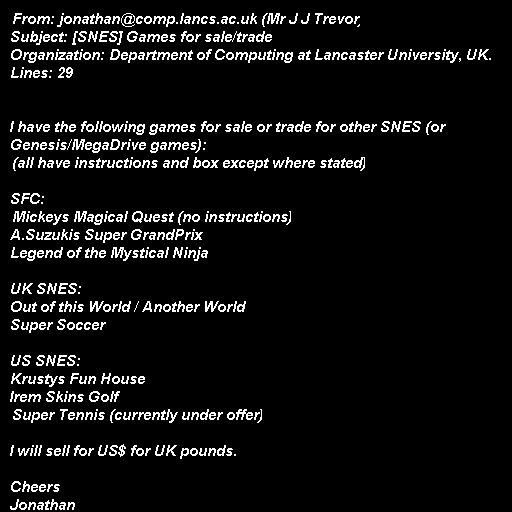 From: jonathan@comp.lancs.ac.uk (Mr J J Trevor)
Subject: [SNES] Games for sale/trade
Organization: Department of Computing at Lancaster University, UK.
Lines: 29
I have the following games for sale or trade for other SNES (or
Genesis/MegaDrive games):
(all have instructions and box except where stated)
SFC:
Mickeys Magical Quest (no instructions)
A.Suzukis Super GrandPrix
Legend of the Mystical Ninja
UK SNES:
Out of this World / Another World
Super Soccer
US SNES:
Krustys Fun House
Irem Skins Golf
Super Tennis (currently under offer)
I will sell for US$ for UK pounds.
Cheers
Jonathan